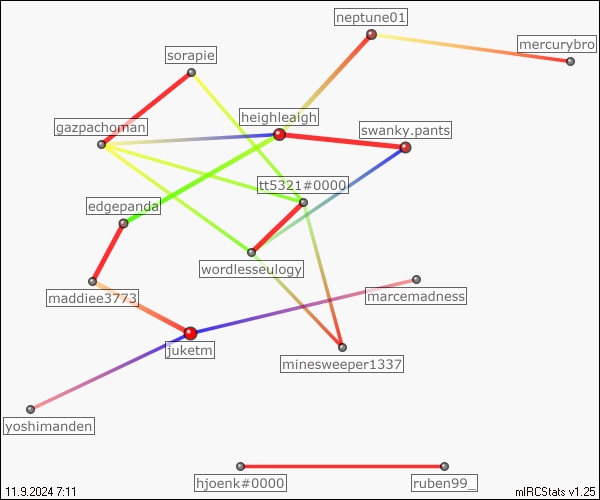 neptune01
mercurybro
sorapie
heighleaigh
gazpachoman
swanky.pants
tt5321#0000
edgepanda
wordlesseulogy
marcemadness
maddiee3773
juketm
minesweeper1337
yoshimanden
hjoenk#0000
ruben99_
11.9.2024 7:11
mIRCStats v1.25